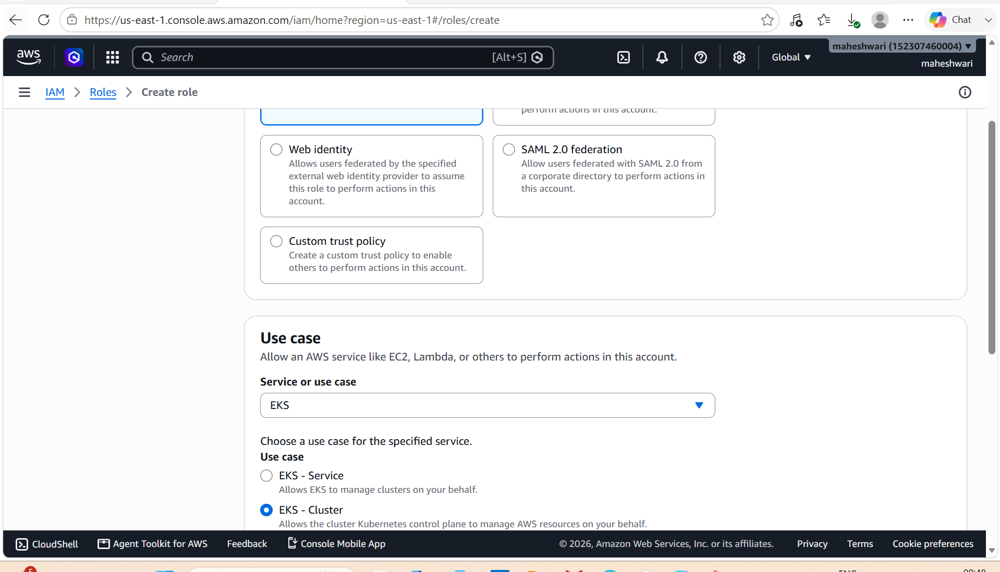 https://us-east-1.console.aws.amazon.com/iam/home?region=us-east-1#/roles/create
Chat
aws
Search
[Alt+S]
Global
maheshwari (152307460004)
maheshwari
IAM
Roles
Create role
perform actions in this account.
Web identity
Allows users federated by the specified
external web identity provider to assume
this role to perform actions in this
account.
SAML 2.0 federation
Allow users federated with SAML 2.0 from
a corporate directory to perform actions in
this account.
Custom trust policy
Create a custom trust policy to enable
others to perform actions in this account.
Use case
Allow an AWS service like EC2, Lambda, or others to perform actions in this account.
Service or use case
EKS
Choose a use case for the specified service.
Use case
EKS - Service
Allows EKS to manage clusters on your behalf.
EKS - Cluster
Allows the cluster Kubernetes control plane to manage AWS resources on your behalf.
CloudShell
Agent Toolkit for AWS
Feedback
Console Mobile App
© 2026, Amazon Web Services, Inc. or its affiliates.
Privacy
Terms
Cookie preferences
5
ENG